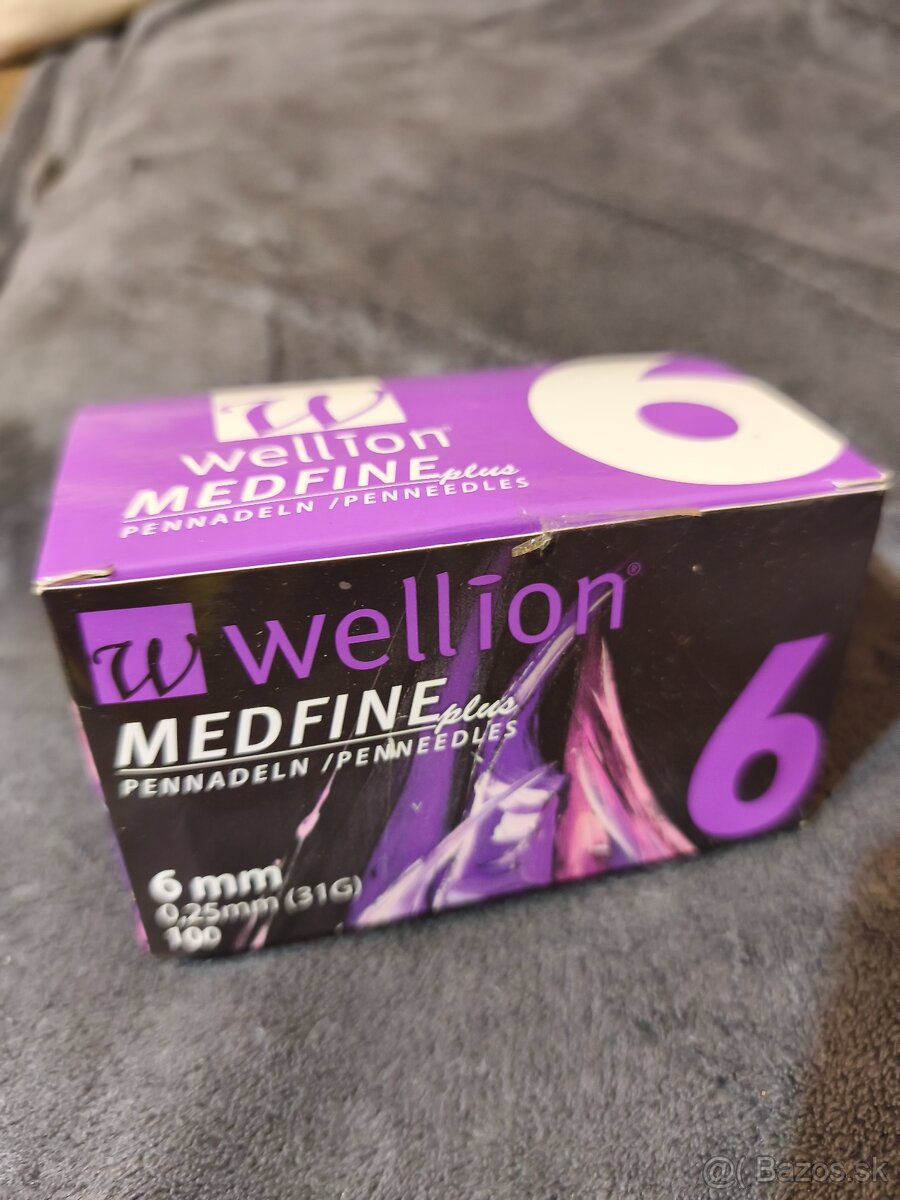 W
wellion®
MEDFINE plus
PENNADELN /PENNEEDLES
6
W wellion®
MEDFINE plus
PENNADELN /PENNEEDLES
6
6 mm
0,25mm (31G)
100
@( Bazos.sk